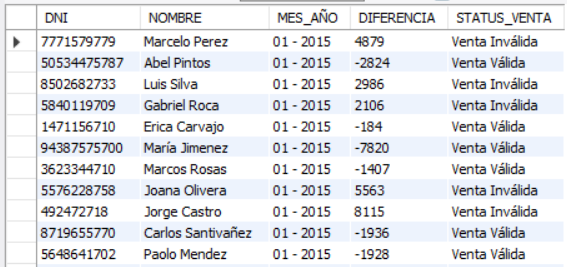 DNI NOMBRE MES_AÑO DIFERENCIA STATUS_VENTA
7771579779 Marcelo Perez 01 - 2015 4879 Venta Inválida
50534475787 Abel Pintos 01 - 2015 -2824 Venta Válida
8502682733 Luis Silva 01 - 2015 2986 Venta Inválida
5840119709 Gabriel Roca 01 - 2015 2106 Venta Inválida
1471156710 Erica Carvajo 01 - 2015 -184 Venta Válida
94387575700 María Jimenez 01 - 2015 -7820 Venta Válida
3623344710 Marcos Rosas 01 - 2015 -1407 Venta Válida
5576228758 Joana Olivera 01 - 2015 5563 Venta Inválida
492472718 Jorge Castro 01 - 2015 8115 Venta Inválida
8719655770 Carlos Santivañez 01 - 2015 -1936 Venta Válida
5648641702 Paolo Mendez 01 - 2015 -1928 Venta Válida